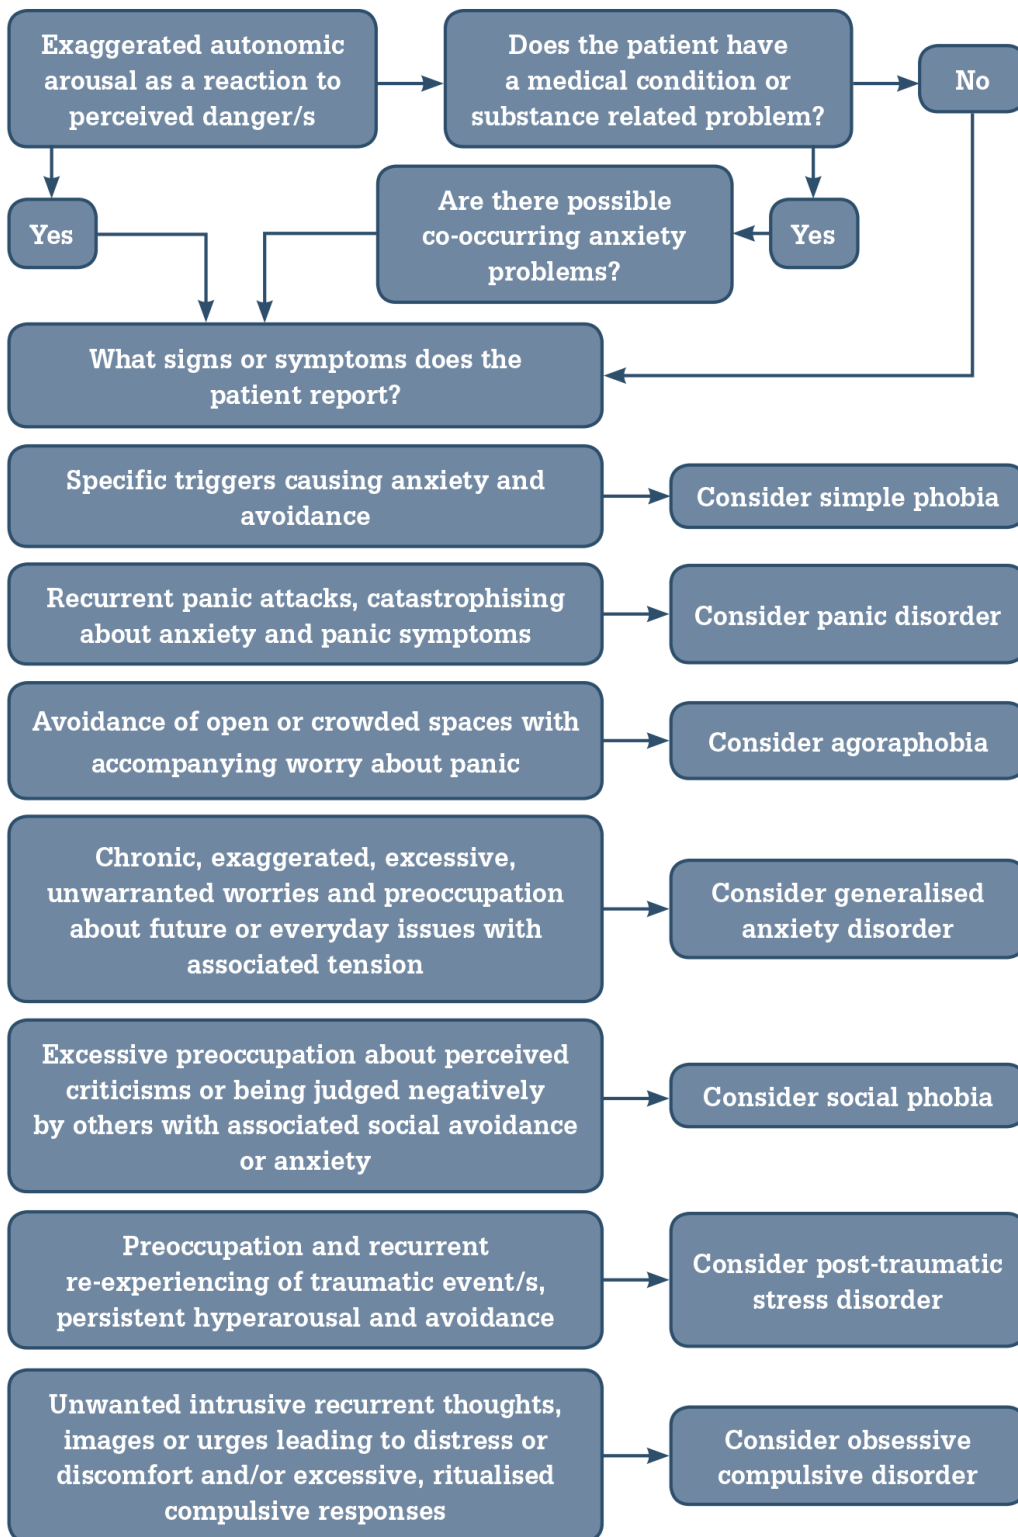 Exaggerated autonomic
arousal as a reaction to
perceived danger/s
Does the patient have
a medical condition or
substance related problem?
No
Yes
Are there possible
co-occurring anxiety
problems?
Yes
What signs or symptoms does the
patient report?
Specific triggers causing anxiety and
avoidance
Consider simple phobia
Recurrent panic attacks, catastrophising
about anxiety and panic symptoms
Consider panic disorder
Avoidance of open or crowded spaces with
accompanying worry about panic
Consider agoraphobia
Chronic, exaggerated, excessive,
unwarranted worries and preoccupation
about future or everyday issues with
associated tension
Consider generalised
anxiety disorder
Excessive preoccupation about perceived
criticisms or being judged negatively
by others with associated social avoidance
or anxiety
Consider social phobia
Preoccupation and recurrent
re-experiencing of traumatic event/s,
persistent hyperarousal and avoidance
Consider post-traumatic
stress disorder
Unwanted intrusive recurrent thoughts,
images or urges leading to distress or
discomfort and/or excessive, ritualised
compulsive responses
Consider obsessive
compulsive disorder